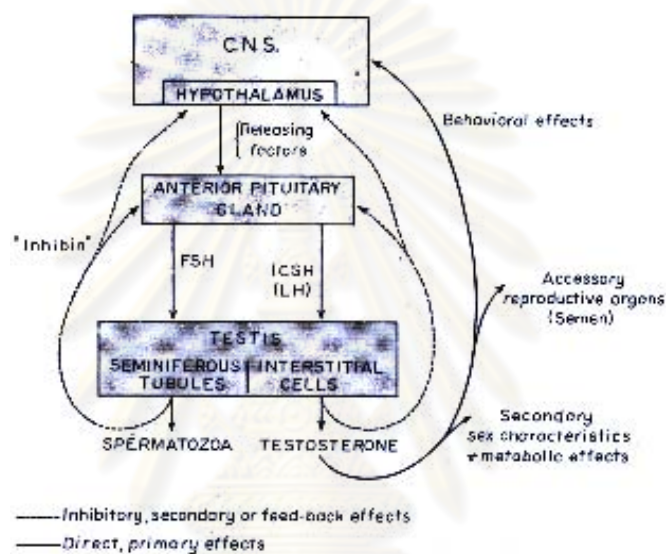 C.N.S.
HYPOTHALAMUS
Releasing
factors
Behavioral effects
ANTERIOR PITUITARY
GLAND
"Inhibin"
FSH
ICSH
(LH)
Accessory
reproductive organs
(Semen)
TESTIS
SEMINIFEROUS
TUBULES
INTERSTITIAL
CELLS
SPERMATOZOA
TESTOSTERONE
Secondary
sex characteristics
+ metabolic effects
Inhibitory, secondary or feed-back effects
Direct, primary effects